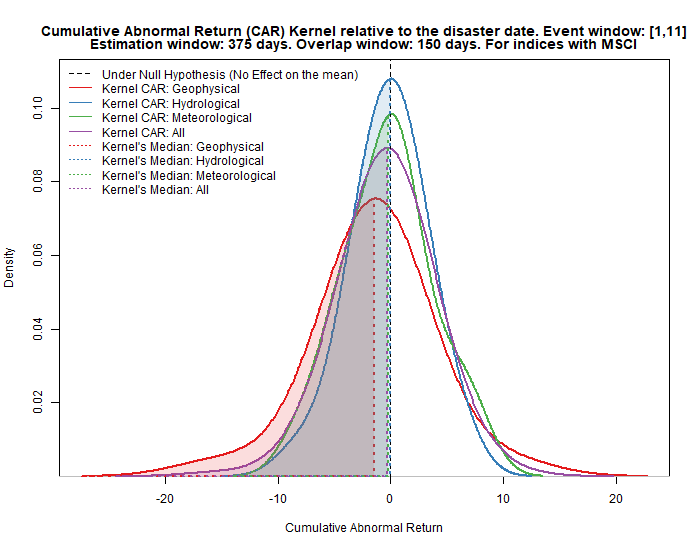 Cumulative Abnormal Return (CAR) Kernel relative to the disaster date. Event window: [1,11]
Estimation window: 375 days. Overlap window: 150 days. For indices with MSCI
Under Null Hypothesis (No Effect on the mean)
Kernel CAR: Geophysical
Kernel CAR: Hydrological
Kernel CAR: Meteorological
Kernel CAR: All
Kernel's Median: Geophysical
Kernel's Median: Hydrological
Kernel's Median: Meteorological
Kernel's Median: All
Density
0.10
0.08
0.06
0.04
0.02
-20 -10 0 10 20
Cumulative Abnormal Return